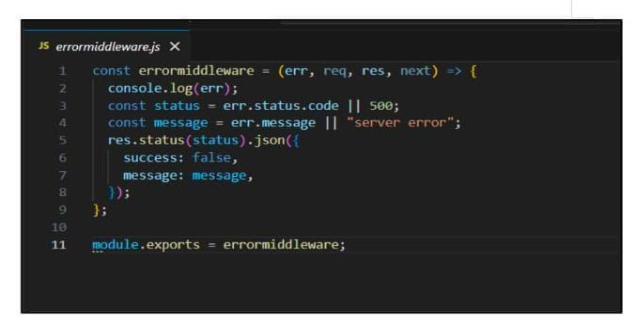 JS errormiddleware.js X
1 const errormiddleware = (err, req, res, next) => {
2 console.log(err);
3 const status = err.status.code || 500;
4 const message = err.message || "server error";
5 res.status(status).json({
6 success: false,
7 message: message,
8 });
9 };
10
11 module.exports = errormiddleware;